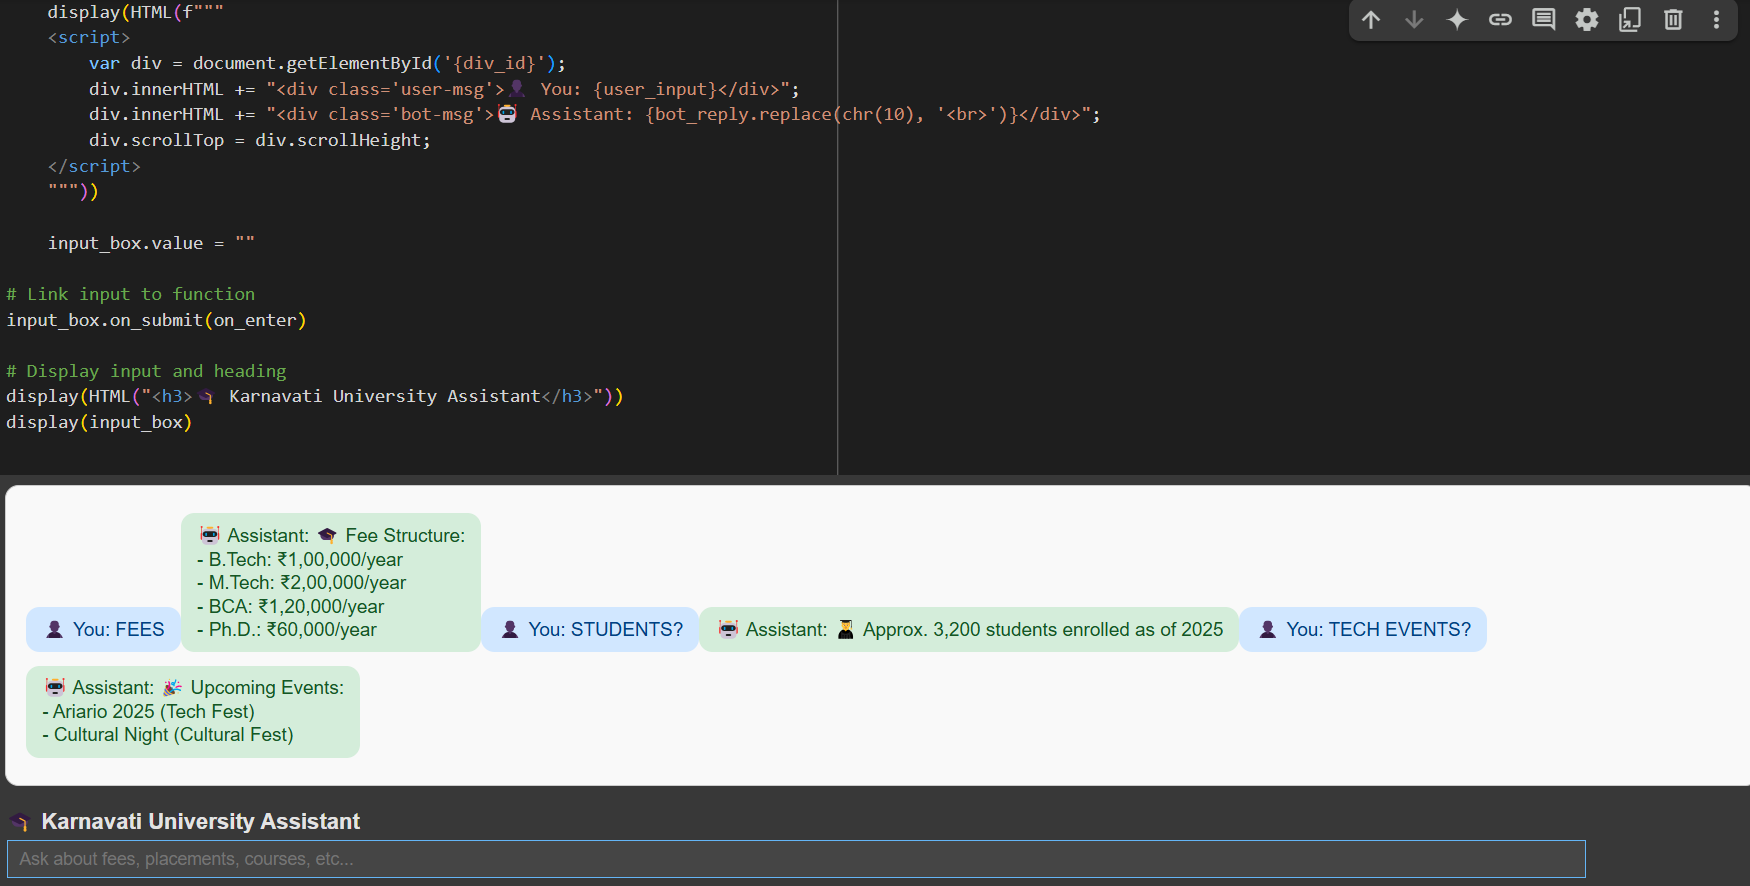 display(HTML(f"""
    <script>
        var div = document.getElementById('{div_id}');
        div.innerHTML += "<div class='user-msg'>👤 You: {user_input}</div>";
        div.innerHTML += "<div class='bot-msg'>🤖 Assistant: {bot_reply.replace(chr(10), '<br>')}</div>";
        div.scrollTop = div.scrollHeight;
    </script>
    """))

    input_box.value = ""

# Link input to function
input_box.on_submit(on_enter)

# Display input and heading
display(HTML("<h3>🎓 Karnavati University Assistant</h3>"))
display(input_box)

👤 You: FEES
🤖 Assistant: 🎓 Fee Structure:
- B.Tech: ₹1,00,000/year
- M.Tech: ₹2,00,000/year
- BCA: ₹1,20,000/year
- Ph.D.: ₹60,000/year
👤 You: STUDENTS?
🤖 Assistant: 👨‍🎓 Approx. 3,200 students enrolled as of 2025
👤 You: TECH EVENTS?
🤖 Assistant: 🎉 Upcoming Events:
- Ariario 2025 (Tech Fest)
- Cultural Night (Cultural Fest)
🎓 Karnavati University Assistant
Ask about fees, placements, courses, etc...